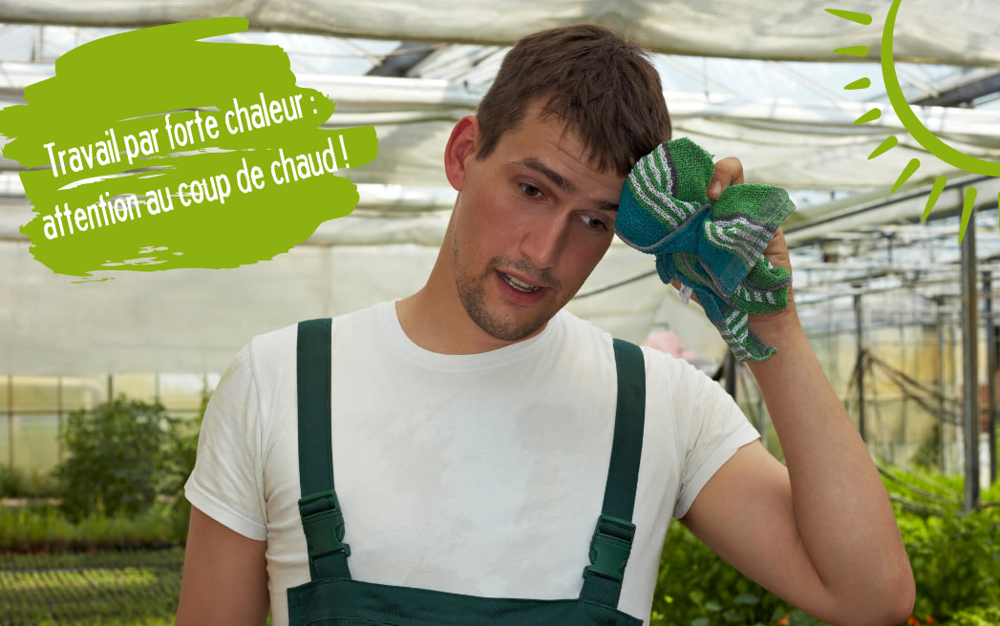 Travail par forte chaleur :
attention au coup de chaud !